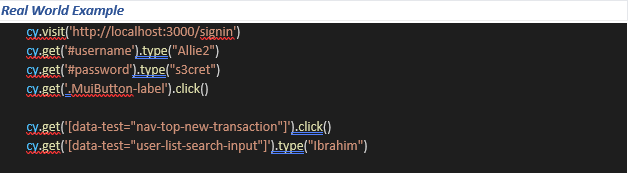 Real World Example
cy.visit('http://localhost:3000/signin')
cy.get('#username').type("Allie2")
cy.get('#password').type("s3cret")
cy.get('.MuiButton-label').click()
cy.get('[data-test="nav-top-new-transaction"]').click()
cy.get('[data-test="user-list-search-input"]').type("Ibrahim")